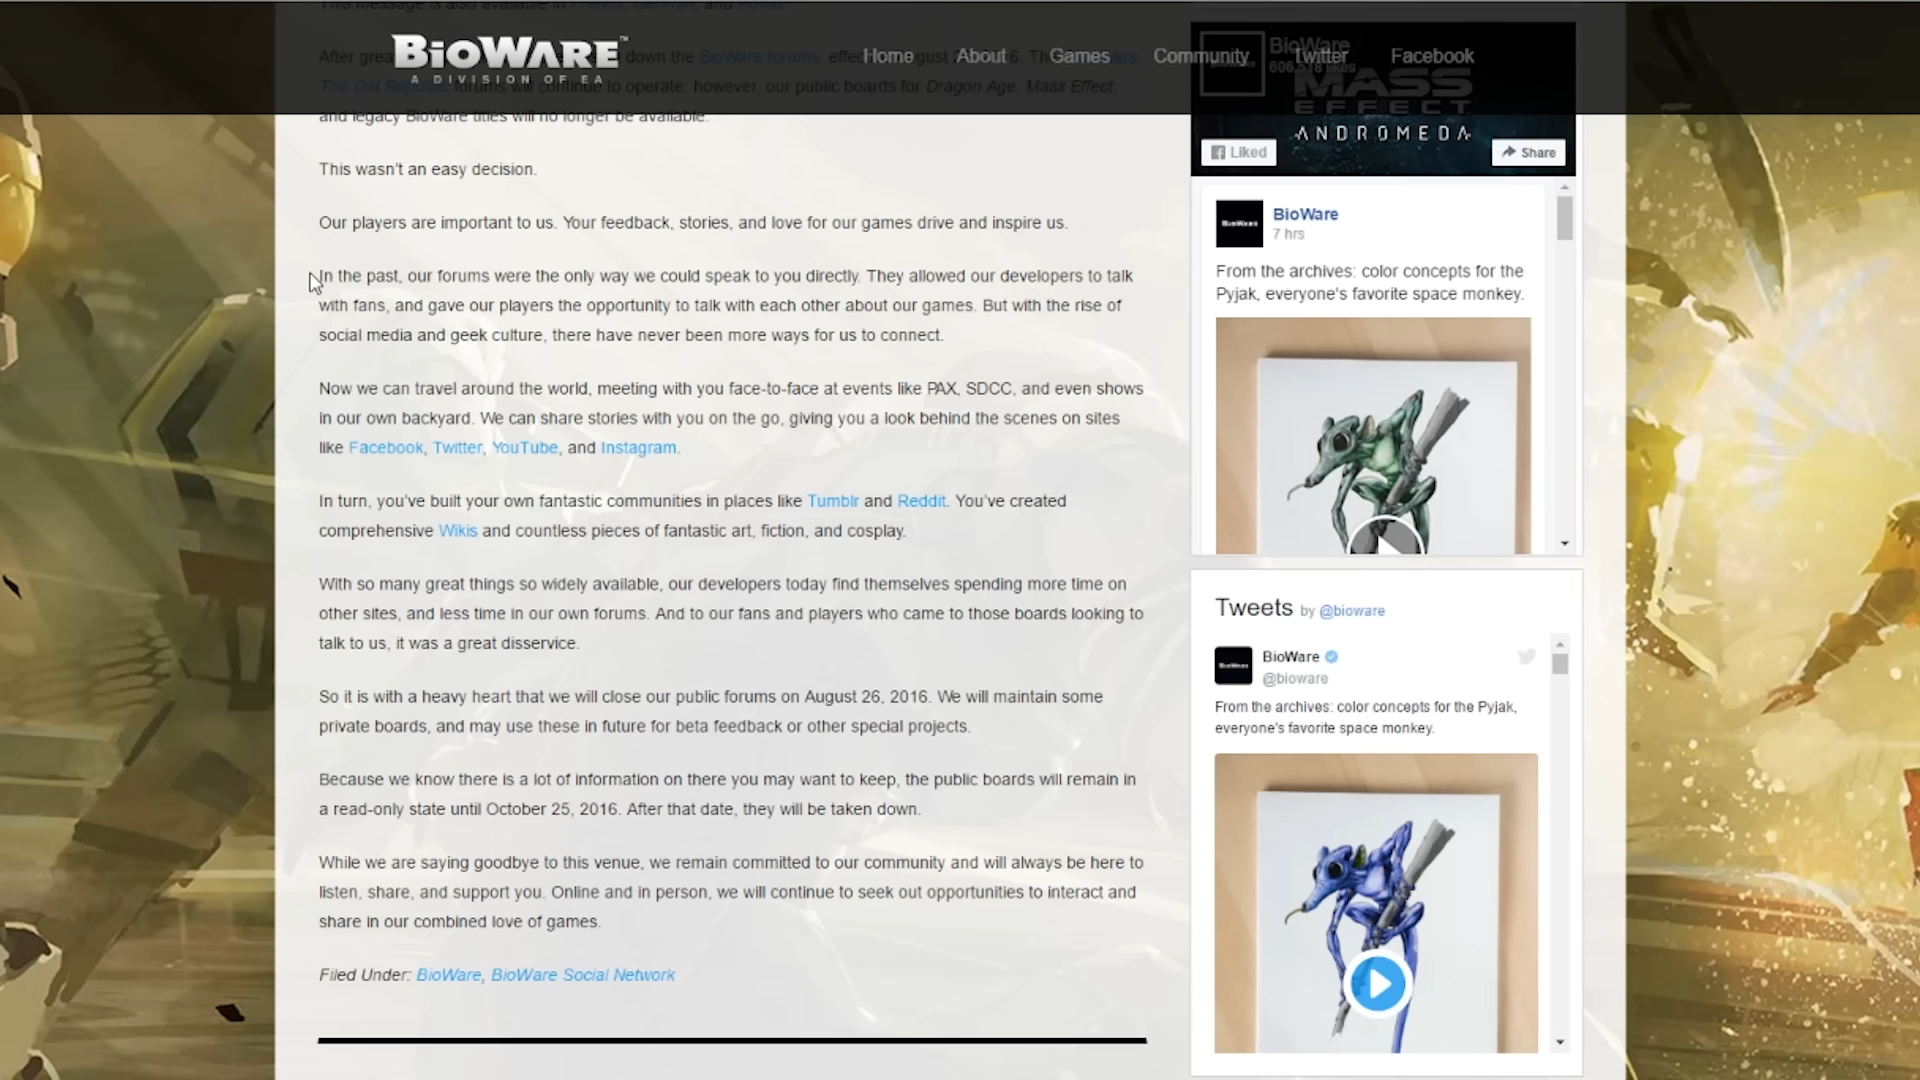 This message is also available in French, German, and Polish.
BIOWARE™
A DIVISION OF EA
Home About Games Community Twitter Facebook
After grea down the BioWare forums, effe
The Old Republic forums will continue to operate; however, our public boards for Dragon Age, Mass Effect,
and legacy BioWare titles will no longer be available.
This wasn't an easy decision.
Our players are important to us. Your feedback, stories, and love for our games drive and inspire us.
In the past, our forums were the only way we could speak to you directly. They allowed our developers to talk
with fans, and gave our players the opportunity to talk with each other about our games. But with the rise of
social media and geek culture, there have never been more ways for us to connect.
Now we can travel around the world, meeting with you face-to-face at events like PAX, SDCC, and even shows
in our own backyard. We can share stories with you on the go, giving you a look behind the scenes on sites
like Facebook, Twitter, YouTube, and Instagram.
In turn, you've built your own fantastic communities in places like Tumblr and Reddit. You've created
comprehensive Wikis and countless pieces of fantastic art, fiction, and cosplay.
With so many great things so widely available, our developers today find themselves spending more time on
other sites, and less time in our own forums. And to our fans and players who came to those boards looking to
talk to us, it was a great disservice.
So it is with a heavy heart that we will close our public forums on August 26, 2016. We will maintain some
private boards, and may use these in future for beta feedback or other special projects.
Because we know there is a lot of information on there you may want to keep, the public boards will remain in
a read-only state until October 25, 2016. After that date, they will be taken down.
While we are saying goodbye to this venue, we remain committed to our community and will always be here to
listen, share, and support you. Online and in person, we will continue to seek out opportunities to interact and
share in our combined love of games.
Filed Under: BioWare, BioWare Social Network
BioWare
MASS
EFFECT
ANDROMEDA
Liked
Share
BioWare
7 hrs
From the archives: color concepts for the
Pyjak, everyone's favorite space monkey.
Tweets by @bioware
BioWare
@bioware
From the archives: color concepts for the Pyjak,
everyone's favorite space monkey.